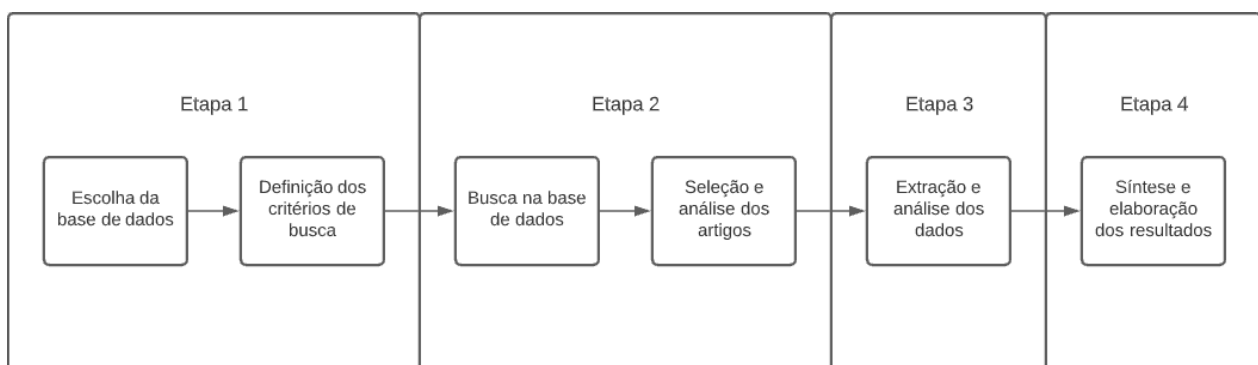 Etapa 1
Escolha da
base de dados
Definição dos
critérios de
busca
Etapa 2
Busca na base
de dados
Seleção e
análise dos
artigos
Etapa 3
Extração e
análise dos
dados
Etapa 4
Síntese e
elaboração
dos resultados